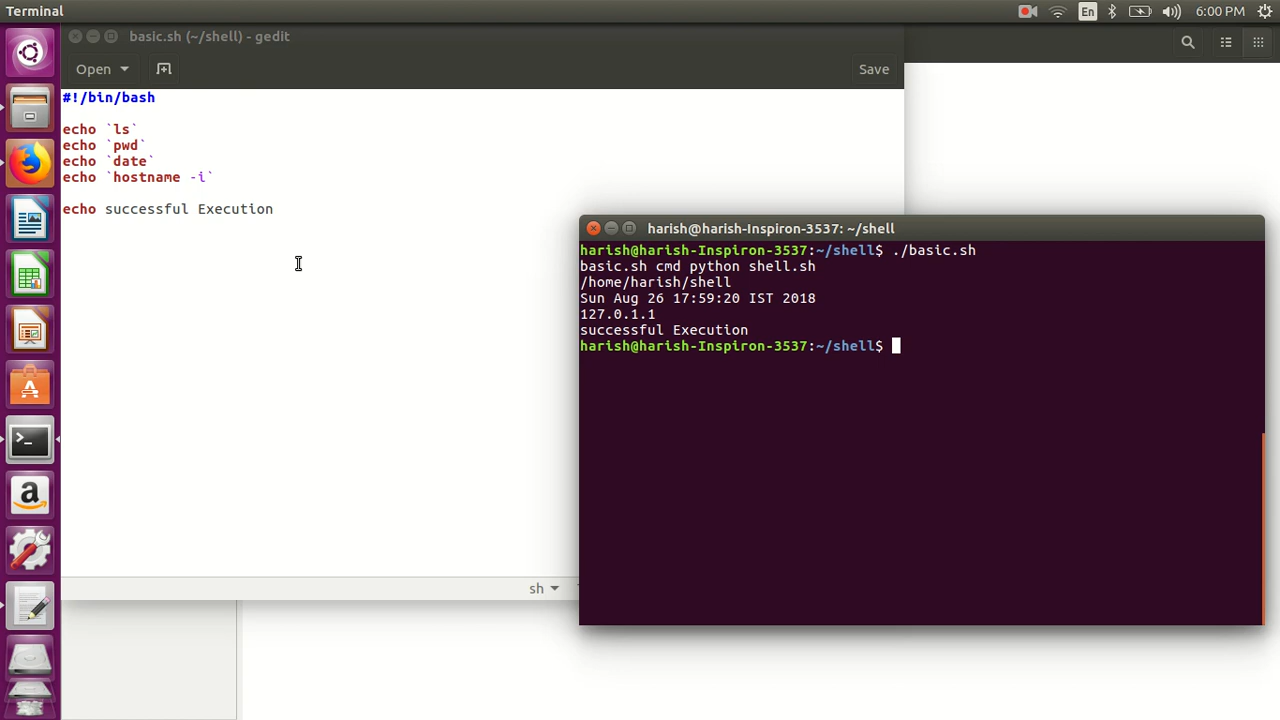 Terminal
En
6:00 PM
basic.sh (~/shell) - gedit
Open
Save
#!/bin/bash
echo `ls`
echo `pwd`
echo `date`
echo `hostname -i`
echo successful Execution
sh
harish@harish-Inspiron-3537: ~/shell
harish@harish-Inspiron-3537:~/shell$ ./basic.sh
basic.sh cmd python shell.sh
/home/harish/shell
Sun Aug 26 17:59:20 IST 2018
127.0.1.1
successful Execution
harish@harish-Inspiron-3537:~/shell$